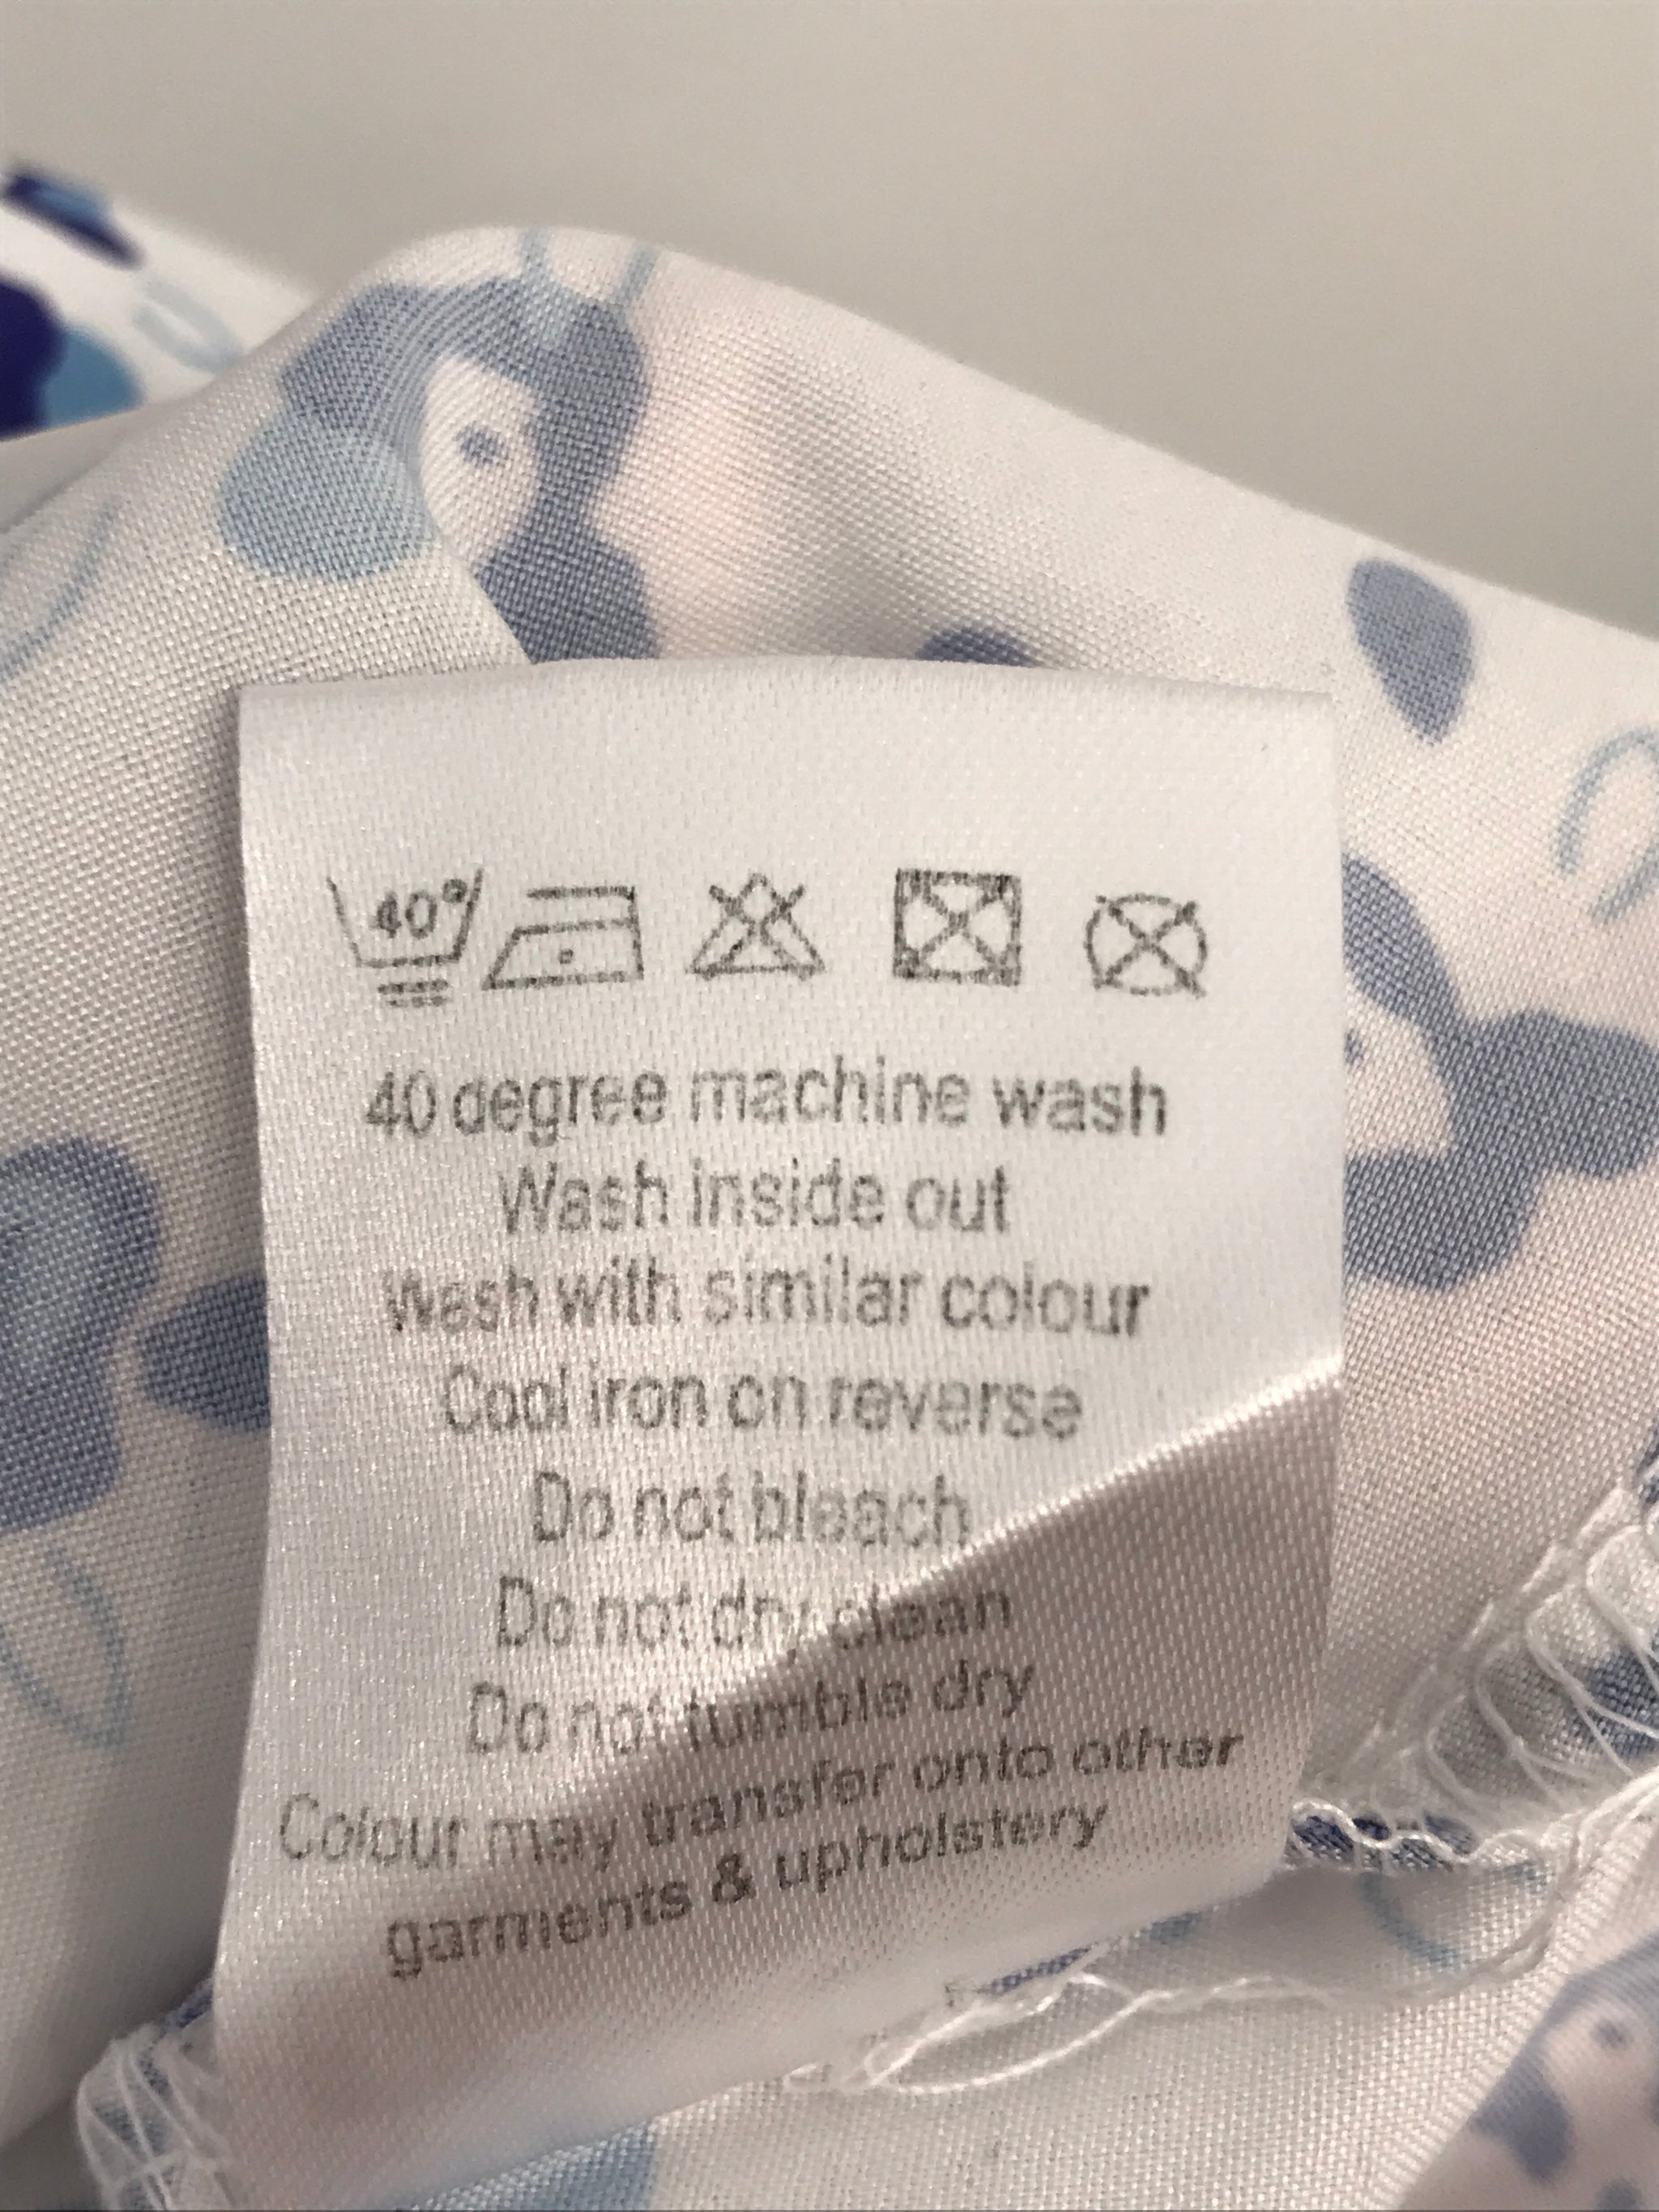 40°
40 degree machine wash
Wash inside out
Wash with similar colour
Cool iron on reverse
Do not bleach
Do not dry clean
Do not tumble dry
Colour may transfer onto other
garments & upholstery